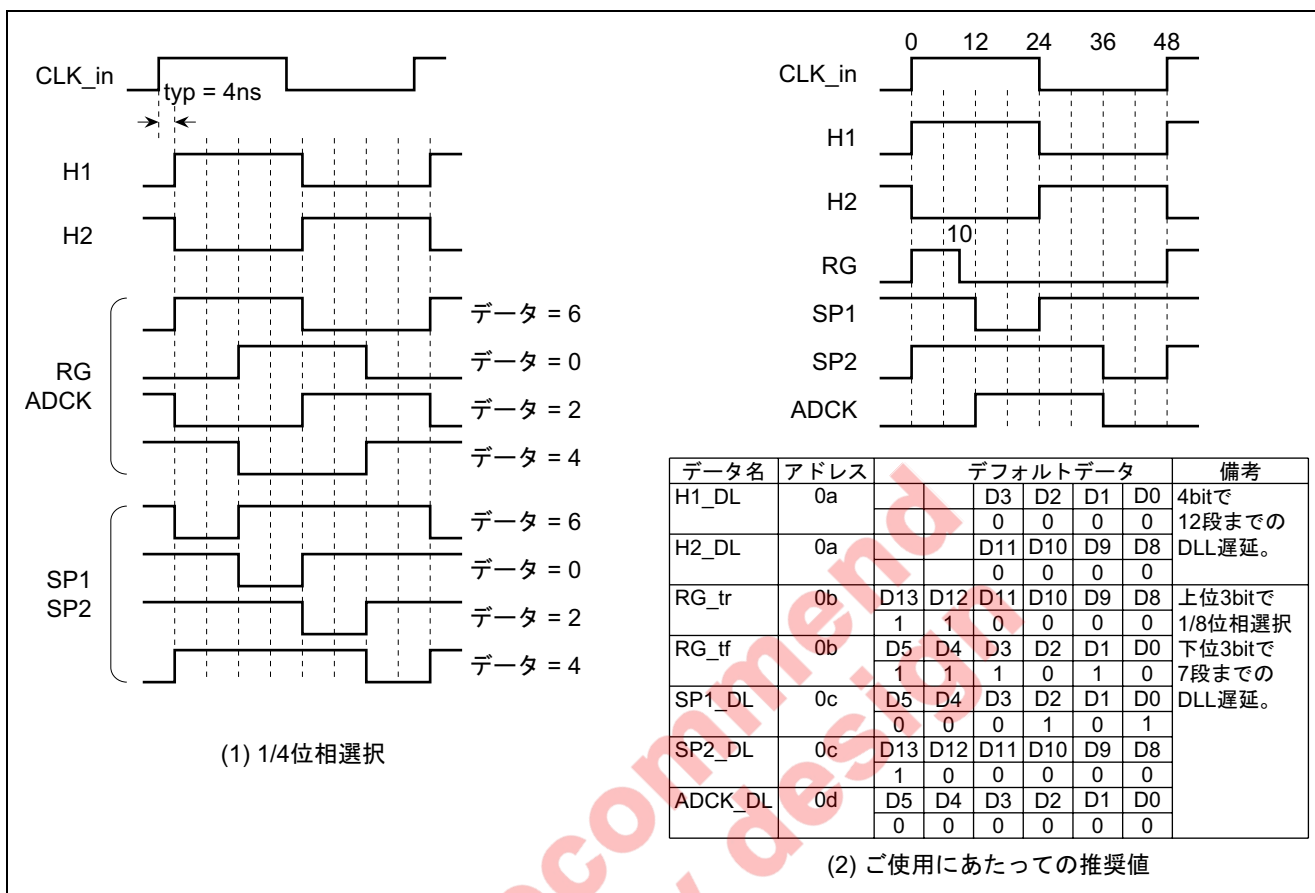 CLK_in
typ = 4ns
H1
H2
RG
ADCK
データ = 6
データ = 0
データ = 2
データ = 4
SP1
SP2
データ = 6
データ = 0
データ = 2
データ = 4
(1) 1/4位相選択
0 12 24 36 48
CLK_in
H1
H2
10
RG
SP1
SP2
ADCK
データ名 アドレス デフォルトデータ 備考
H1_DL 0a D3 D2 D1 D0 4bitで
0 0 0 0 12段までの
H2_DL 0a D11 D10 D9 D8 DLL遅延。
0 0 0 0
RG_tr 0b D13 D12 D11 D10 D9 D8 上位3bitで
1 1 0 0 0 0 1/8位相選択
RG_tf 0b D5 D4 D3 D2 D1 D0 下位3bitで
1 1 1 0 1 0 7段までの
SP1_DL 0c D5 D4 D3 D2 D1 D0 DLL遅延。
0 0 0 1 0 1
SP2_DL 0c D13 D12 D11 D10 D9 D8
1 0 0 0 0 0
ADCK_DL 0d D5 D4 D3 D2 D1 D0
0 0 0 0 0 0
(2) ご使用にあたっての推奨値
commend
design